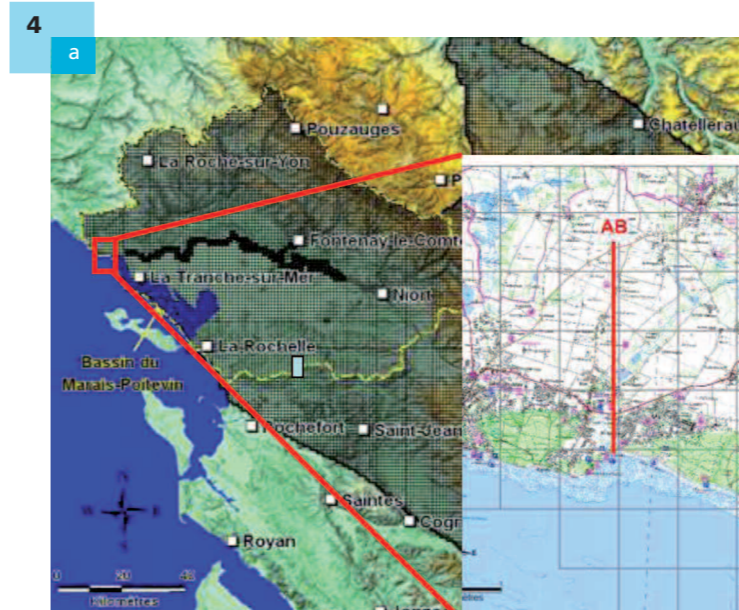 4
a
Pouzauges
Chatellerau
La Roche-sur-Yon
P
AB
Fontenay-le-Comte
La Tranche-sur-Mer
Niort
La Rochelle
Bassin du
Marais-Poitevin
Rochefort
Saint-Jean
N
W
E
S
Saintes
Cogn
Royan
0
20
Kilomètres